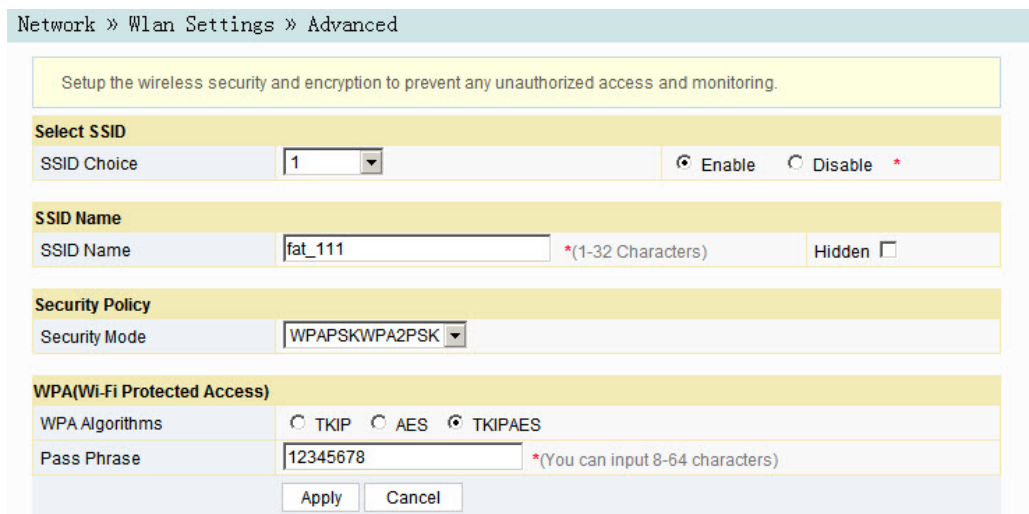 Network » Wlan Settings » Advanced
Setup the wireless security and encryption to prevent any unauthorized access and monitoring.
Select SSID
SSID Choice 1 Enable Disable *
SSID Name
SSID Name fat_111 *(1-32 Characters) Hidden
Security Policy
Security Mode WPAPSKWPA2PSK
WPA(Wi-Fi Protected Access)
WPA Algorithms TKIP AES TKIPAES
Pass Phrase 12345678 *(You can input 8-64 characters)
Apply Cancel